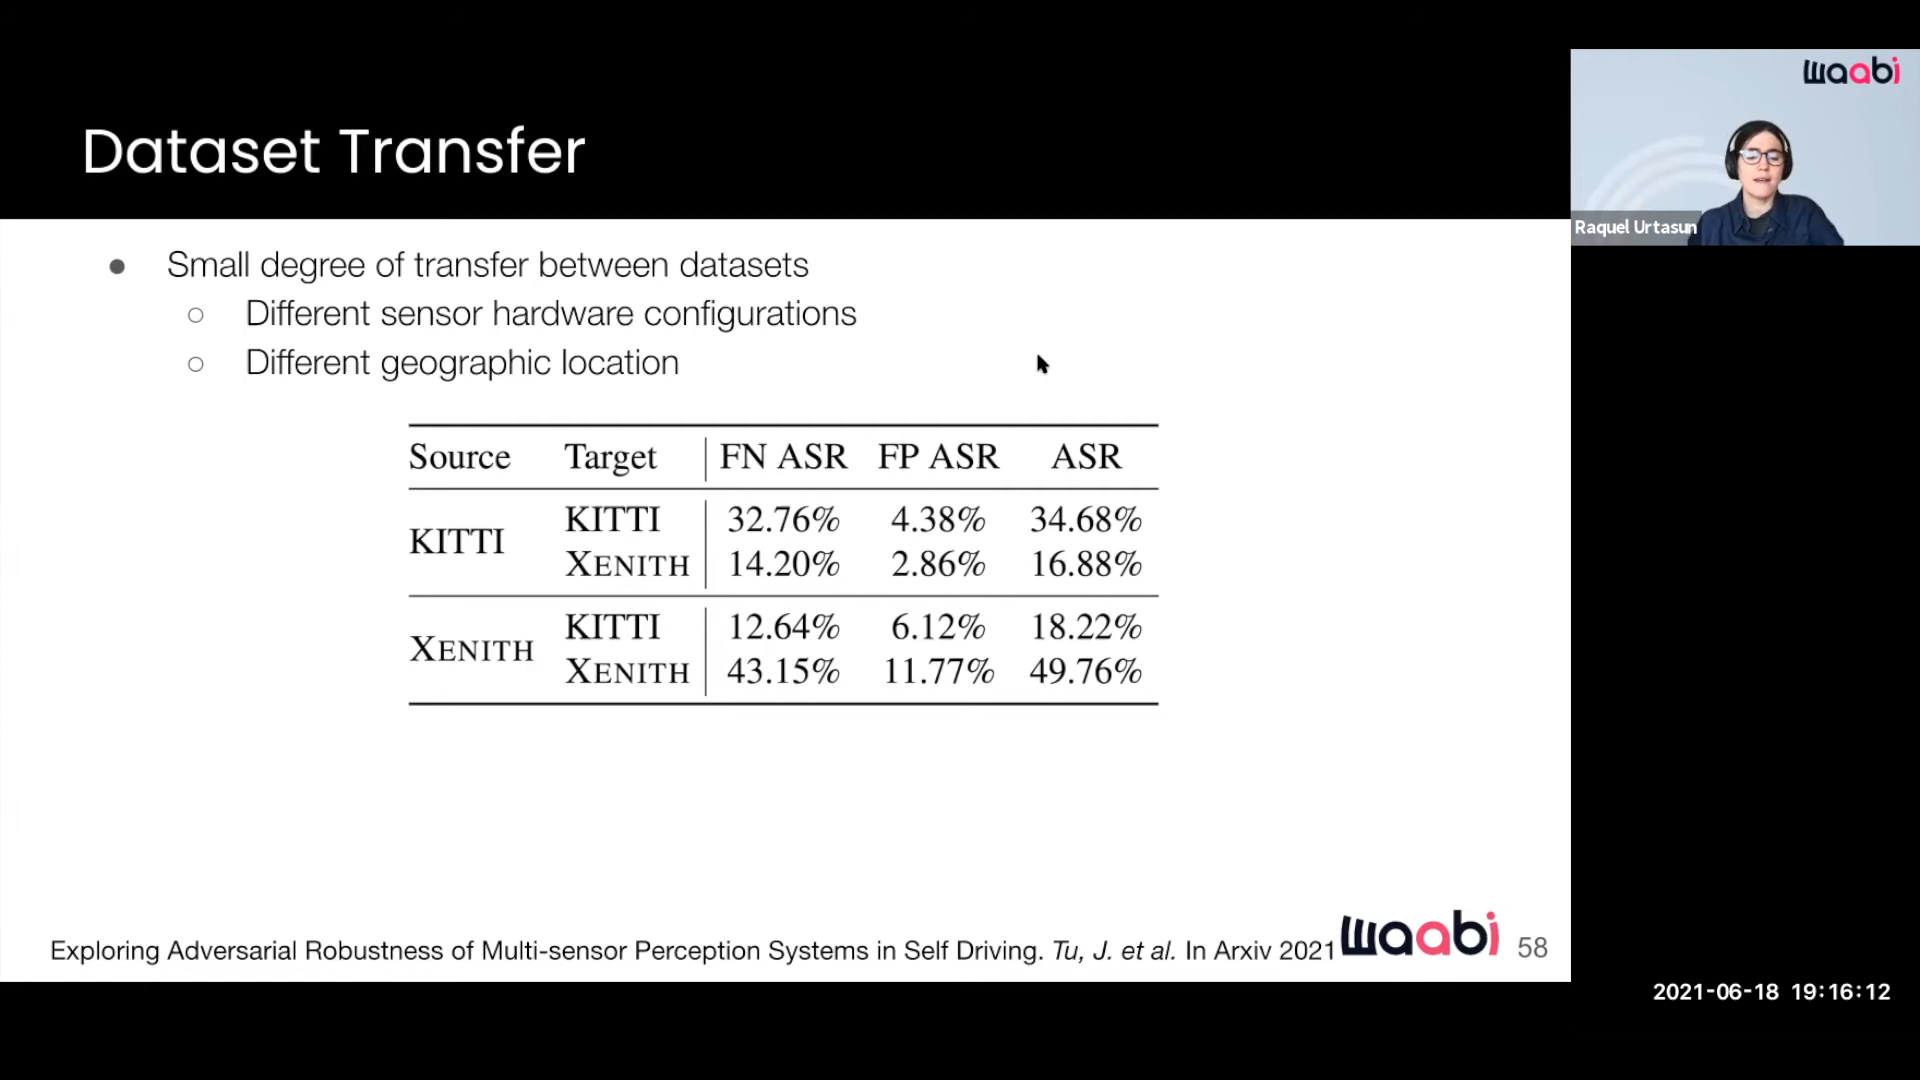 waabi
Dataset Transfer
Raquel Urtasun
● Small degree of transfer between datasets
○ Different sensor hardware configurations
○ Different geographic location
Source Target FN ASR FP ASR ASR
KITTI KITTI 32.76% 4.38% 34.68%
XENITH 14.20% 2.86% 16.88%
XENITH KITTI 12.64% 6.12% 18.22%
XENITH 43.15% 11.77% 49.76%
Exploring Adversarial Robustness of Multi-sensor Perception Systems in Self Driving. Tu, J. et al. In Arxiv 2021 waabi 58
2021-06-18 19:16:12